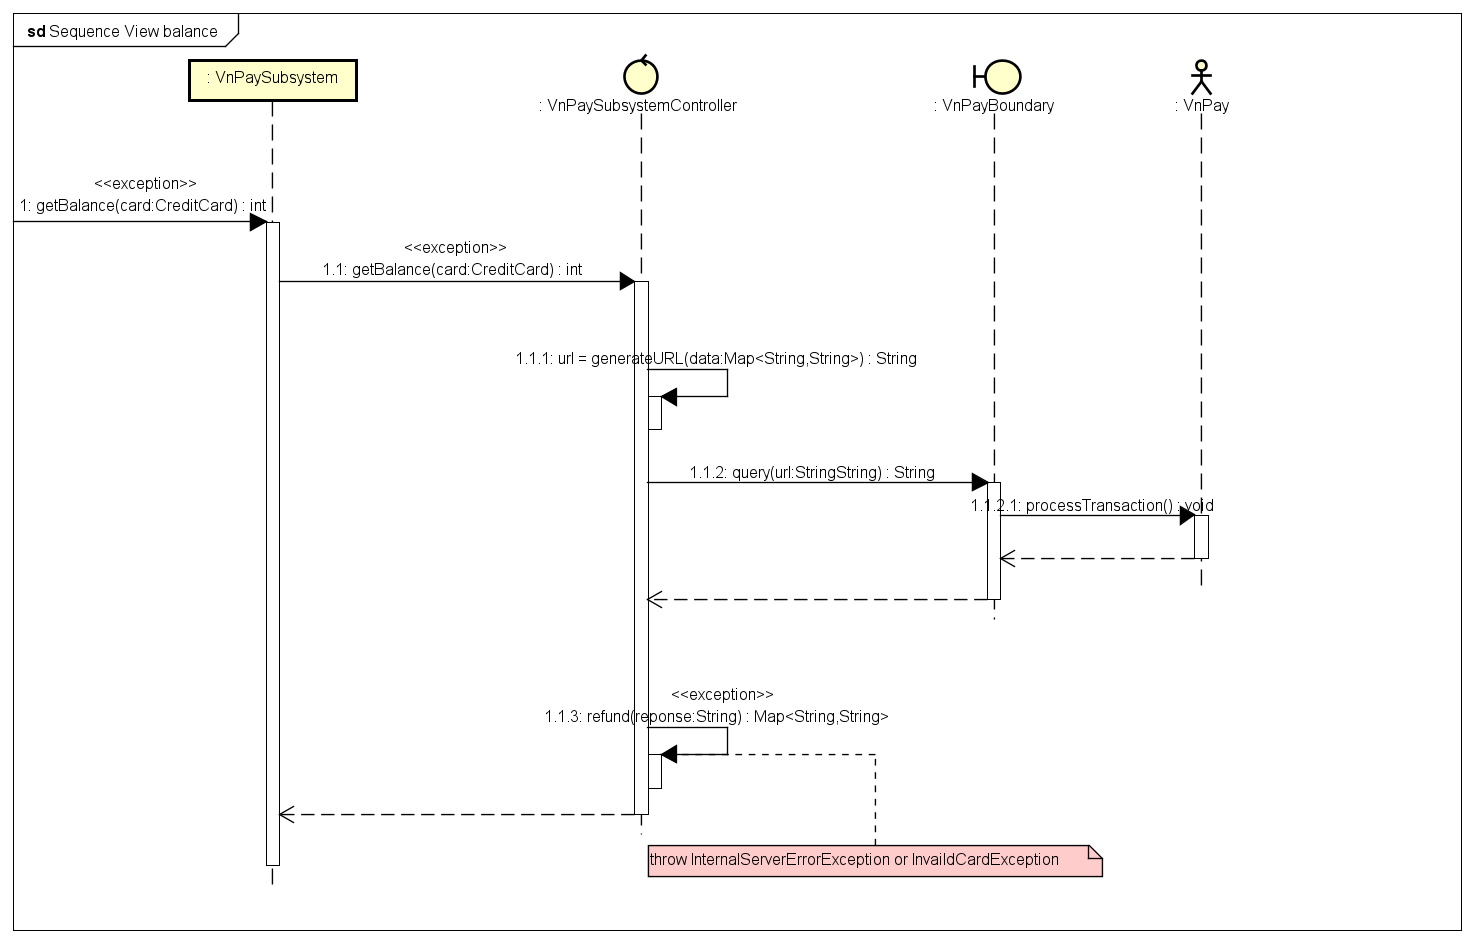 sd Sequence View balance
: VnPaySubsystem
: VnPaySubsystemController
: VnPayBoundary
: VnPay
<<exception>>
1: getBalance(card:CreditCard) : int
<<exception>>
1.1: getBalance(card:CreditCard) : int
1.1.1: url = generateURL(data:Map<String,String>) : String
1.1.2: query(url:StringString) : String
1.1.2.1: processTransaction() : void
<<exception>>
1.1.3: refund(reponse:String) : Map<String,String>
throw InternalServerErrorException or InvaildCardException